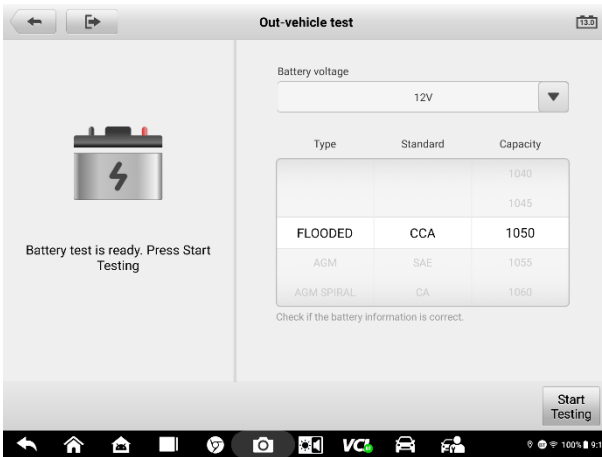 Out-vehicle test
13.0
Battery voltage
12V
Type Standard Capacity
1040
1045
FLOODED CCA 1050
AGM SAE 1055
AGM SPIRAL CA 1060
Check if the battery information is correct.
Battery test is ready. Press Start
Testing
Start
Testing
VCI
100% 9:1